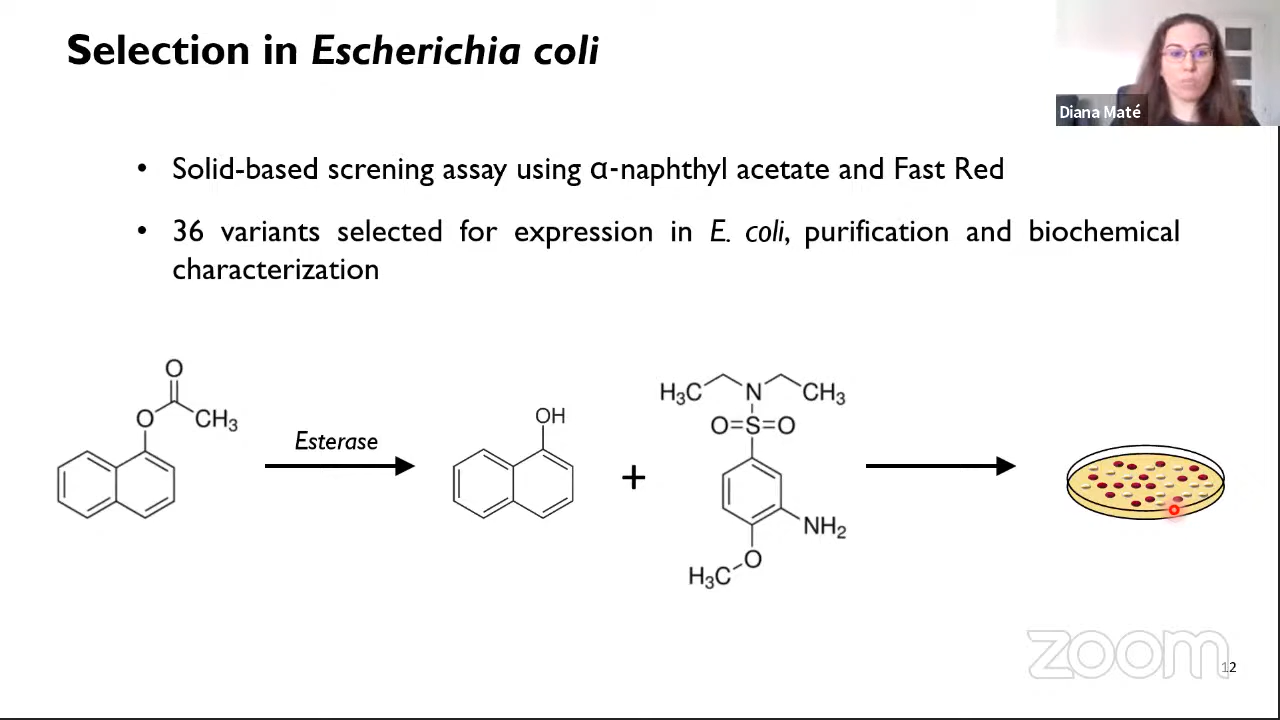 Selection in Escherichia coli
Diana Maté
• Solid-based screning assay using α-naphthyl acetate and Fast Red
• 36 variants selected for expression in E. coli, purification and biochemical
characterization
O
O
CH3
Esterase
OH
+
H3C
N
CH3
O=S=O
NH2
O
H3C
zoom
12